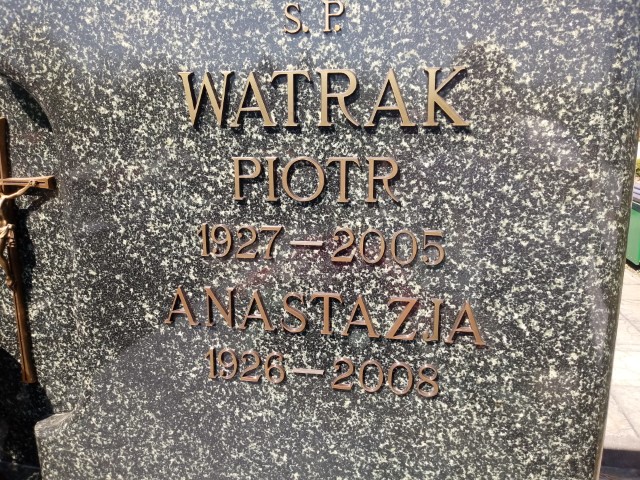 Ś. P.
WATRAK
PIOTR
1927-2005
ANASTAZJA
1926-2008